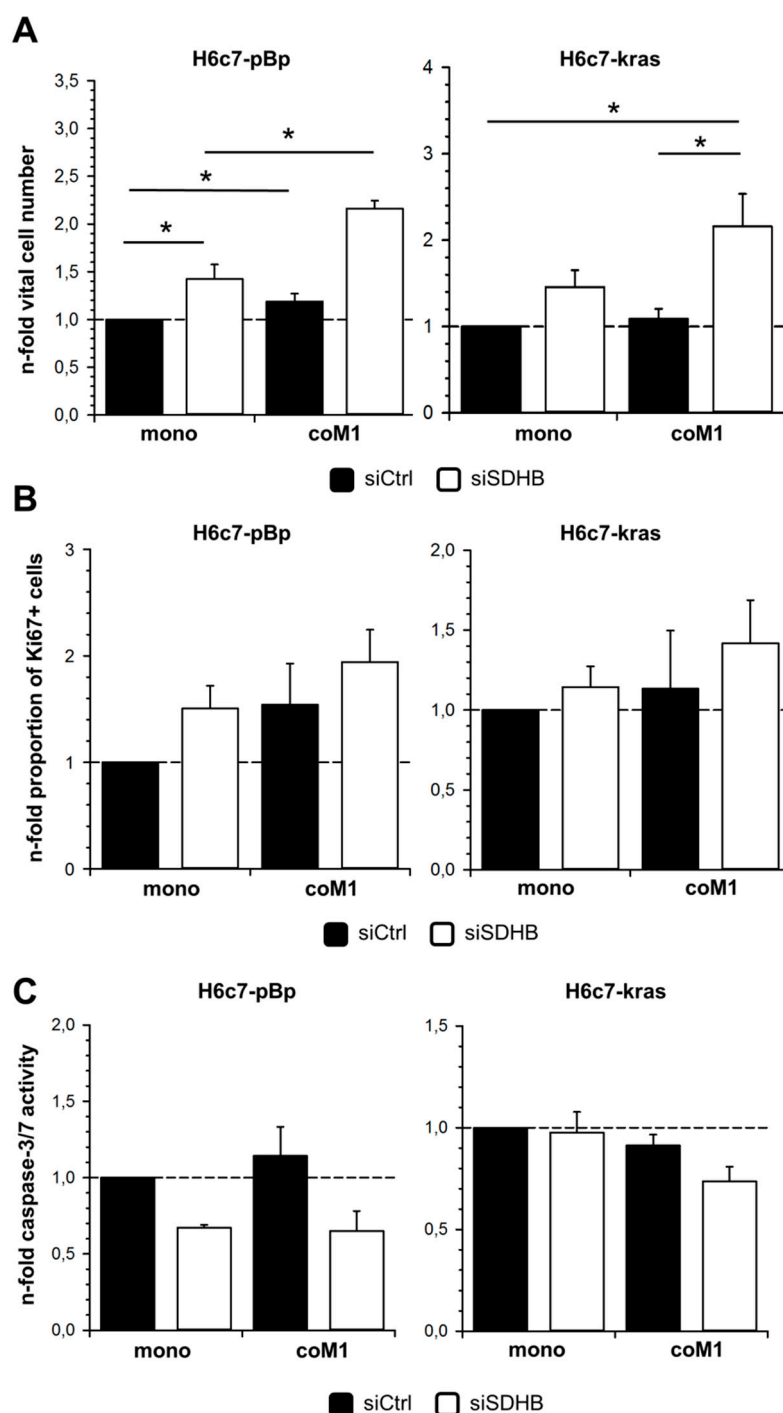 A
H6c7-pBp
H6c7-kras
n-fold vital cell number
3,5
3,0
2,5
2,0
1,5
1,0
0,5
0,0
*
*
*
mono
coM1
4
3
2
1
0
*
*
mono
coM1
siCtrl
siSDHB
B
H6c7-pBp
H6c7-kras
n-fold proportion of Ki67+ cells
3
2
1
0
mono
coM1
2,0
1,5
1,0
0,5
0,0
mono
coM1
siCtrl
siSDHB
C
H6c7-pBp
H6c7-kras
n-fold caspase-3/7 activity
2,0
1,5
1,0
0,5
0,0
mono
coM1
1,5
1,0
0,5
0,0
mono
coM1
siCtrl
siSDHB